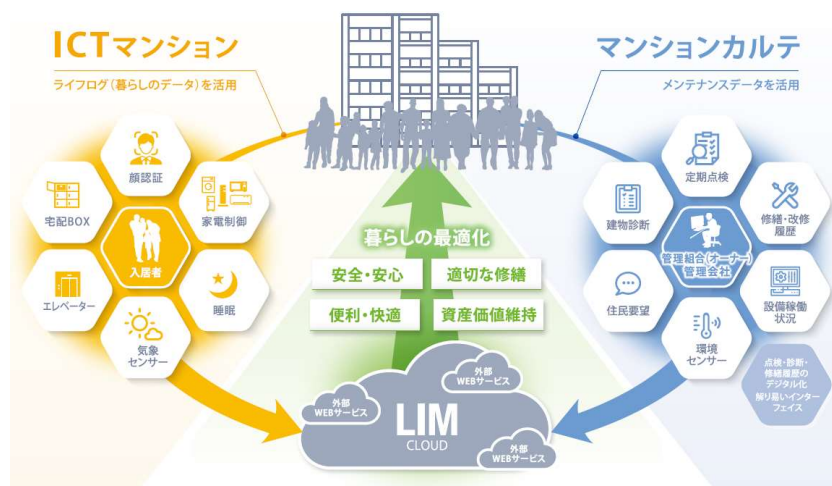 ICTマンション
ライフログ(暮らしのデータ)を活用
マンションカルテ
メンテナンスデータを活用
顔認証
宅配BOX
家電制御
入居者
エレベーター
睡眠
気象
センサー
定期点検
建物診断
修繕・改修
履歴
管理組合(オーナー)
管理会社
住民要望
設備稼働
状況
環境
センサー
点検・診断・
修繕履歴の
デジタル化
解り易いインター
フェイス
暮らしの最適化
安全・安心
適切な修繕
便利・快適
資産価値維持
外部
WEBサービス
外部
WEBサービス
LIM
CLOUD
外部
WEBサービス